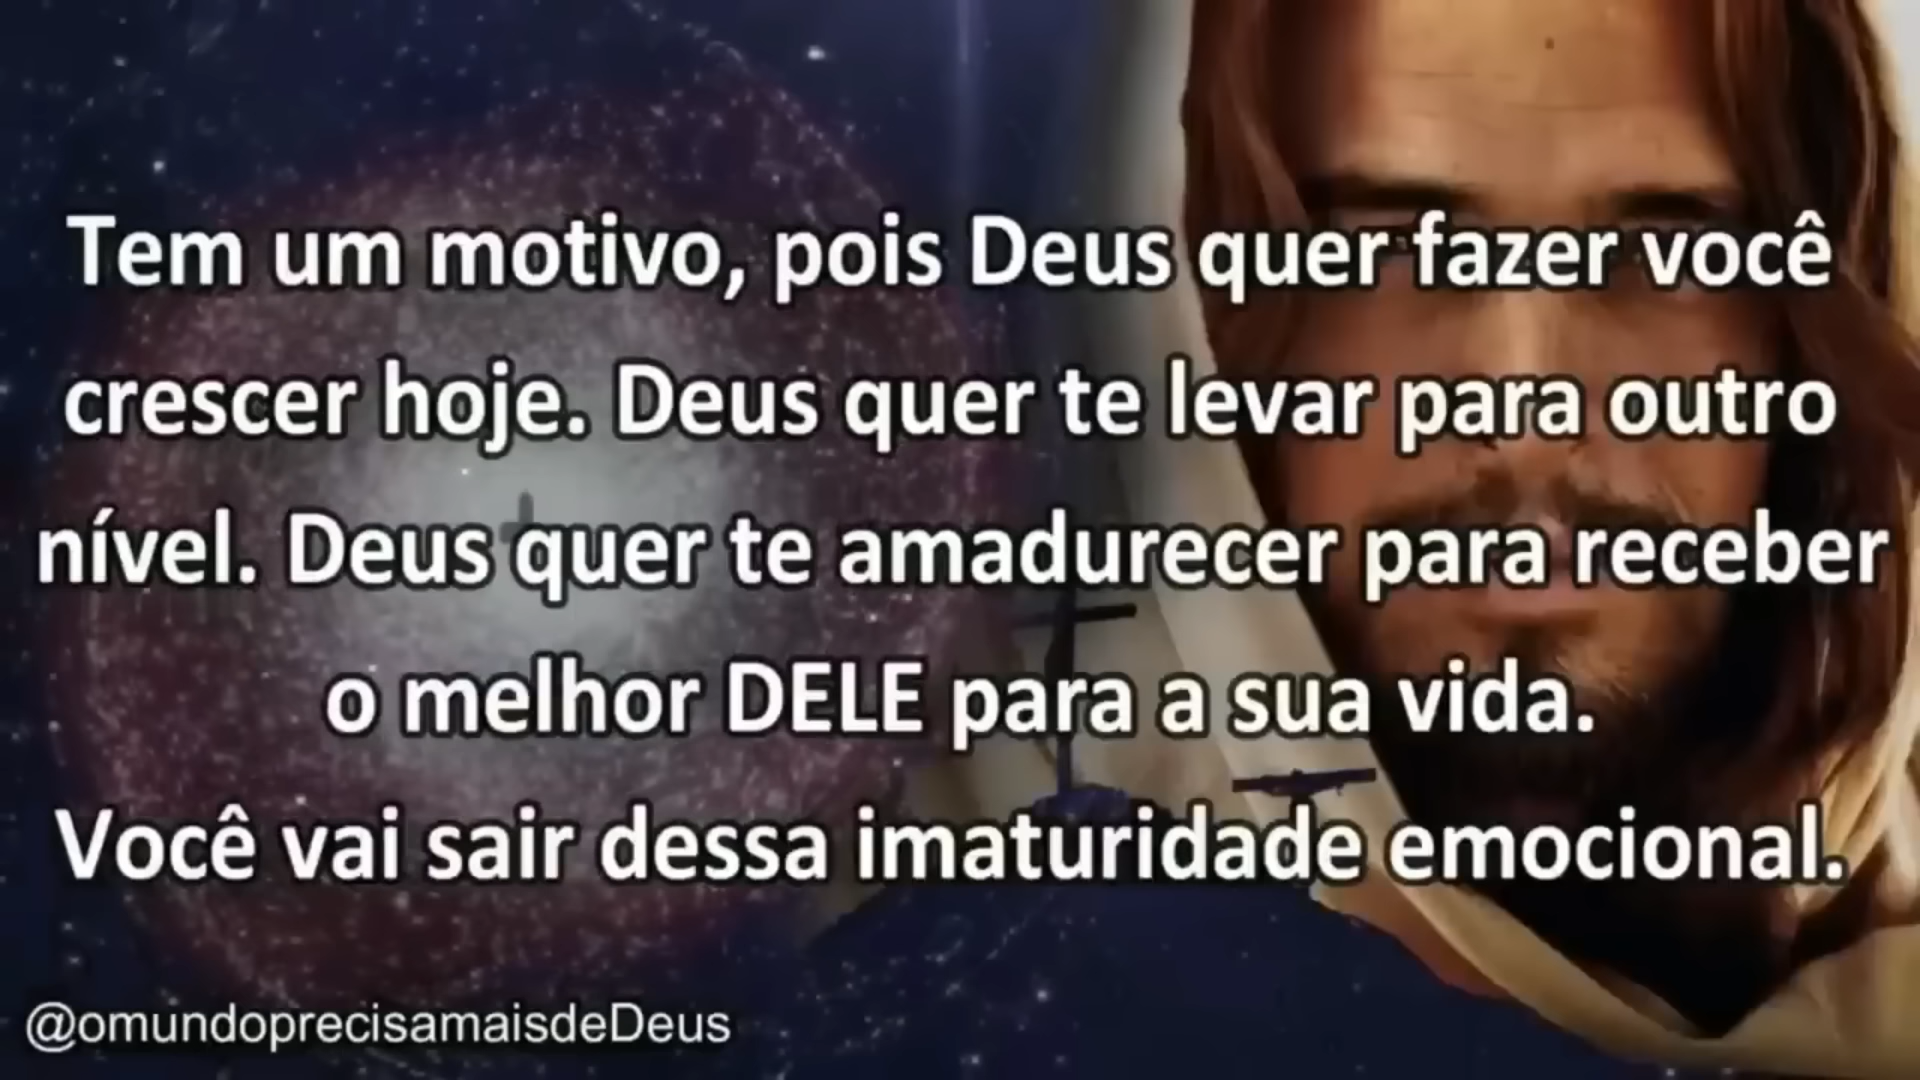 Tem um motivo, pois Deus quer fazer você
crescer hoje. Deus quer te levar para outro
nível. Deus quer te amadurecer para receber
o melhor DELE para a sua vida.
Você vai sair dessa imaturidade emocional.
@omundoprecisamaisdeDeus